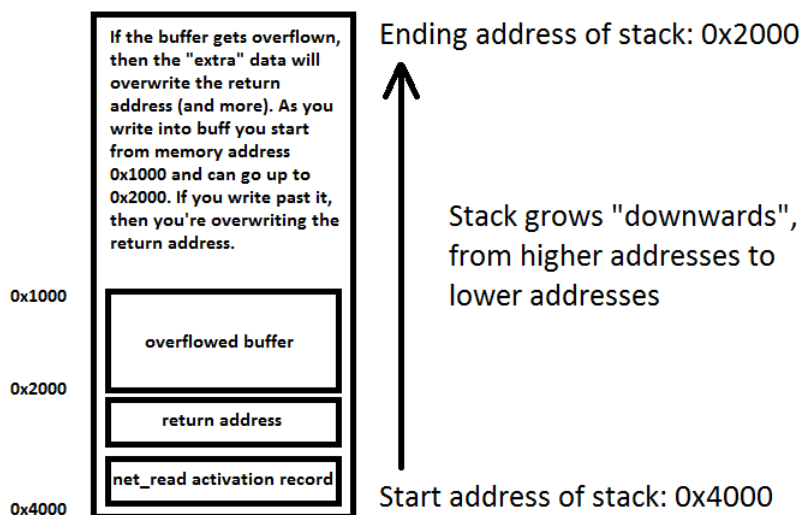 If the buffer gets overflown,
then the "extra" data will
overwrite the return
address (and more). As you
write into buff you start
from memory address
0x1000 and can go up to
0x2000. If you write past it,
then you're overwriting the
return address.
Ending address of stack: 0x2000
Stack grows "downwards",
from higher addresses to
lower addresses
0x1000
overflowed buffer
0x2000
return address
net_read activation record
0x4000
Start address of stack: 0x4000